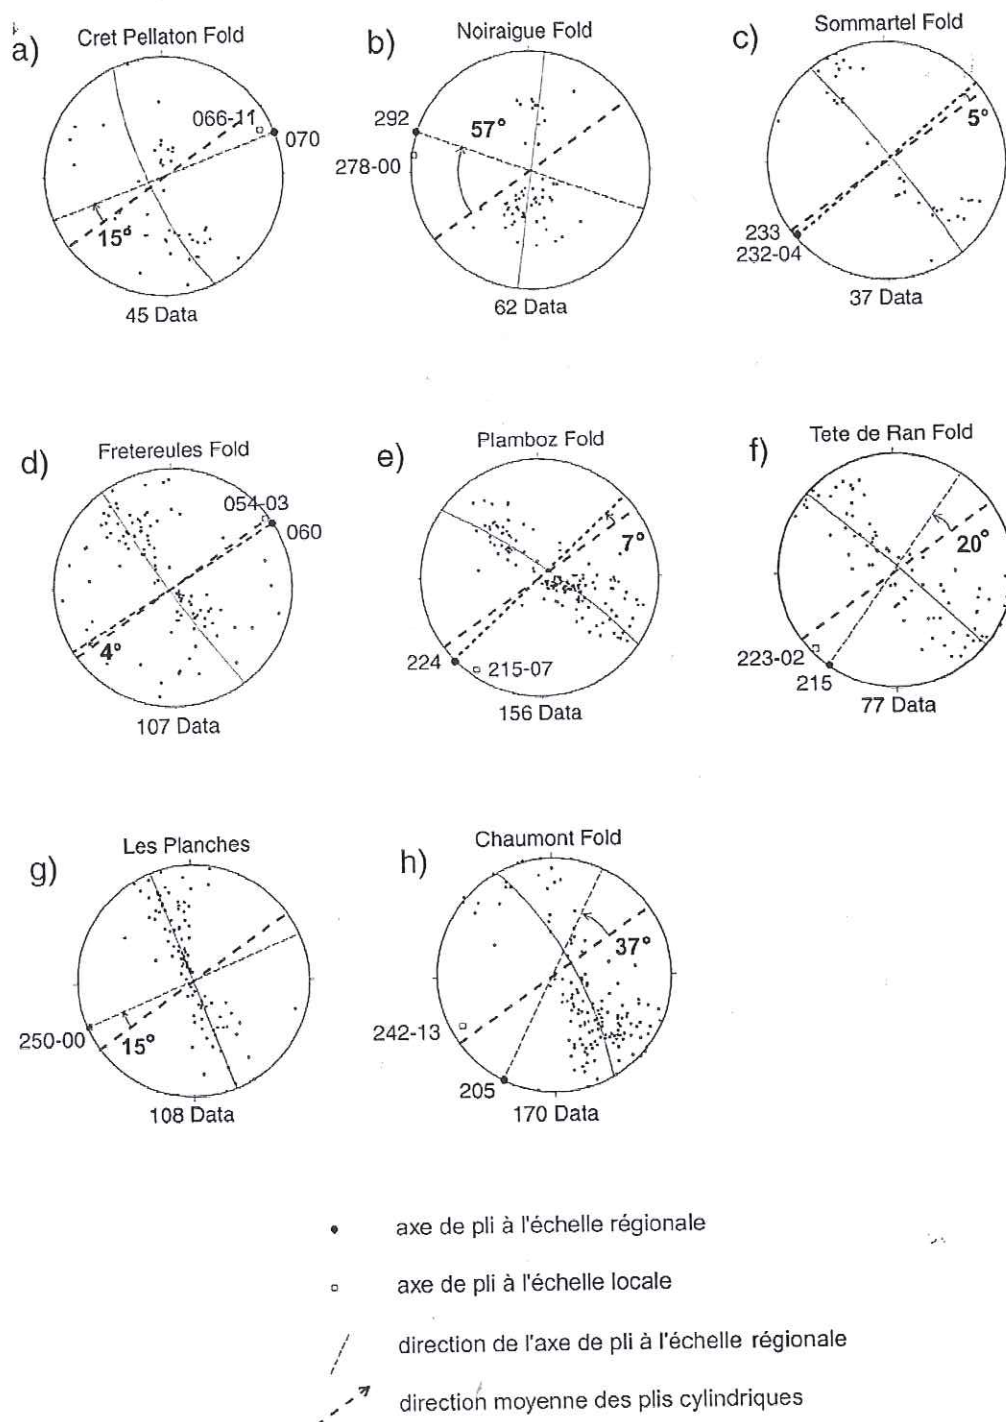 a)
Cret Pellaton Fold
066-11
070
15°
45 Data
b)
Noiraigue Fold
292
57°
278-00
62 Data
c)
Sommartel Fold
5°
233
232-04
37 Data
d)
Fretereules Fold
054-03
060
4°
107 Data
e)
Plamboz Fold
7°
224
215-07
156 Data
f)
Tete de Ran Fold
20°
223-02
215
77 Data
g)
Les Planches
250-00
15°
108 Data
h)
Chaumont Fold
37°
242-13
205
170 Data
axe de pli à l'échelle régionale
axe de pli à l'échelle locale
direction de l'axe de pli à l'échelle régionale
direction moyenne des plis cylindriques